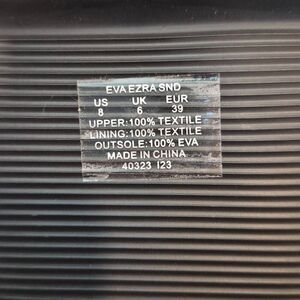 EVA EZRA SND
US UK EUR
8 6 39
UPPER:100% TEXTILE
LINING:100% TEXTILE
OUTSOLE:100% EVA
MADE IN CHINA
40323 I23